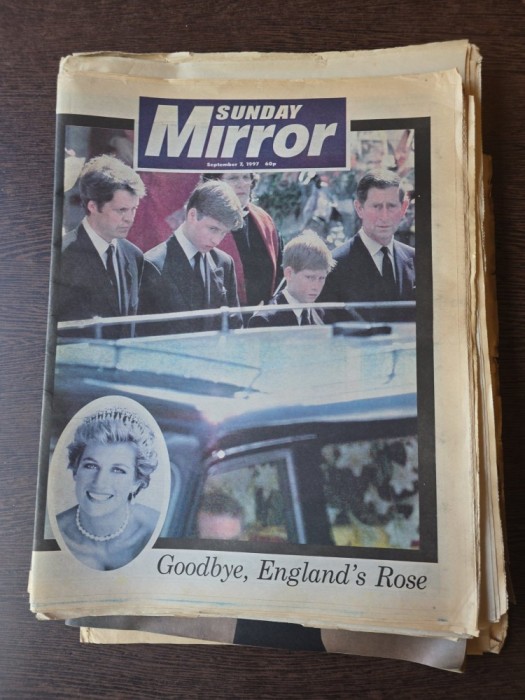 SUNDAY
Mirror
September 7, 1997 60p
Goodbye, England's Rose